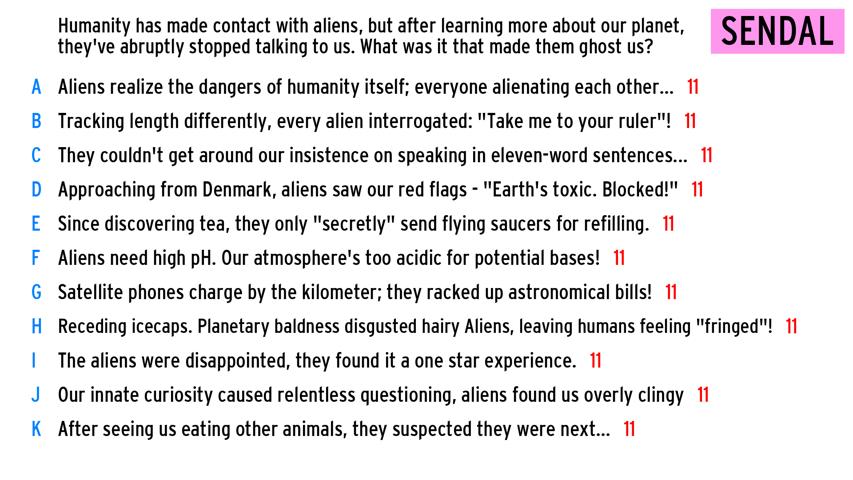 Humanity has made contact with aliens, but after learning more about our planet,
they've abruptly stopped talking to us. What was it that made them ghost us?
SENDAL
A Aliens realize the dangers of humanity itself; everyone alienating each other... 11
B Tracking length differently, every alien interrogated: "Take me to your ruler"! 11
C They couldn't get around our insistence on speaking in eleven-word sentences... 11
D Approaching from Denmark, aliens saw our red flags - "Earth's toxic. Blocked!" 11
E Since discovering tea, they only "secretly" send flying saucers for refilling. 11
F Aliens need high pH. Our atmosphere's too acidic for potential bases! 11
G Satellite phones charge by the kilometer; they racked up astronomical bills! 11
H Receding icecaps. Planetary baldness disgusted hairy Aliens, leaving humans feeling "fringed"! 11
I The aliens were disappointed, they found it a one star experience. 11
J Our innate curiosity caused relentless questioning, aliens found us overly clingy 11
K After seeing us eating other animals, they suspected they were next... 11